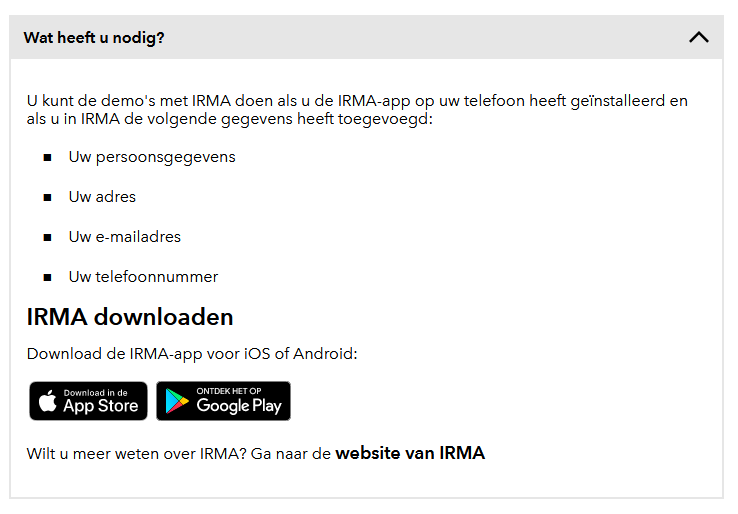 Wat heeft u nodig?
U kunt de demo's met IRMA doen als u de IRMA-app op uw telefoon heeft geïnstalleerd en
als u in IRMA de volgende gegevens heeft toegevoegd:
Uw persoonsgegevens
Uw adres
Uw e-mailadres
Uw telefoonnummer
IRMA downloaden
Download de IRMA-app voor iOS of Android:
Download in de
App Store
ONTDEK HET OP
Google Play
Wilt u meer weten over IRMA? Ga naar de website van IRMA